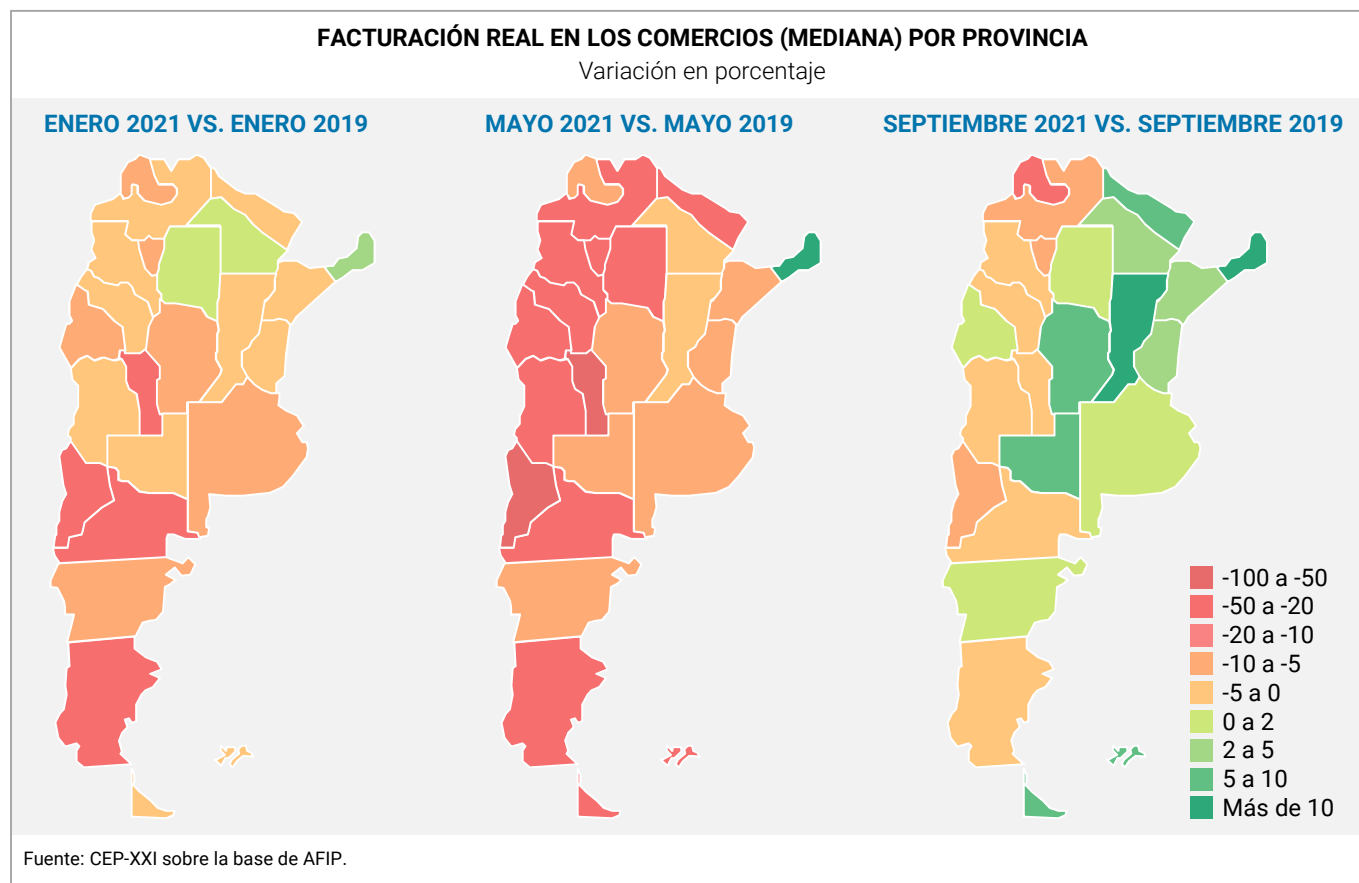 FACTURACIÓN REAL EN LOS COMERCIOS (MEDIANA) POR PROVINCIA
Variación en porcentaje
ENERO 2021 VS. ENERO 2019
MAYO 2021 VS. MAYO 2019
SEPTIEMBRE 2021 VS. SEPTIEMBRE 2019
-100 a -50
-50 a -20
-20 a -10
-10 a -5
-5 a 0
0 a 2
2 a 5
5 a 10
Más de 10
Fuente: CEP-XXI sobre la base de AFIP.